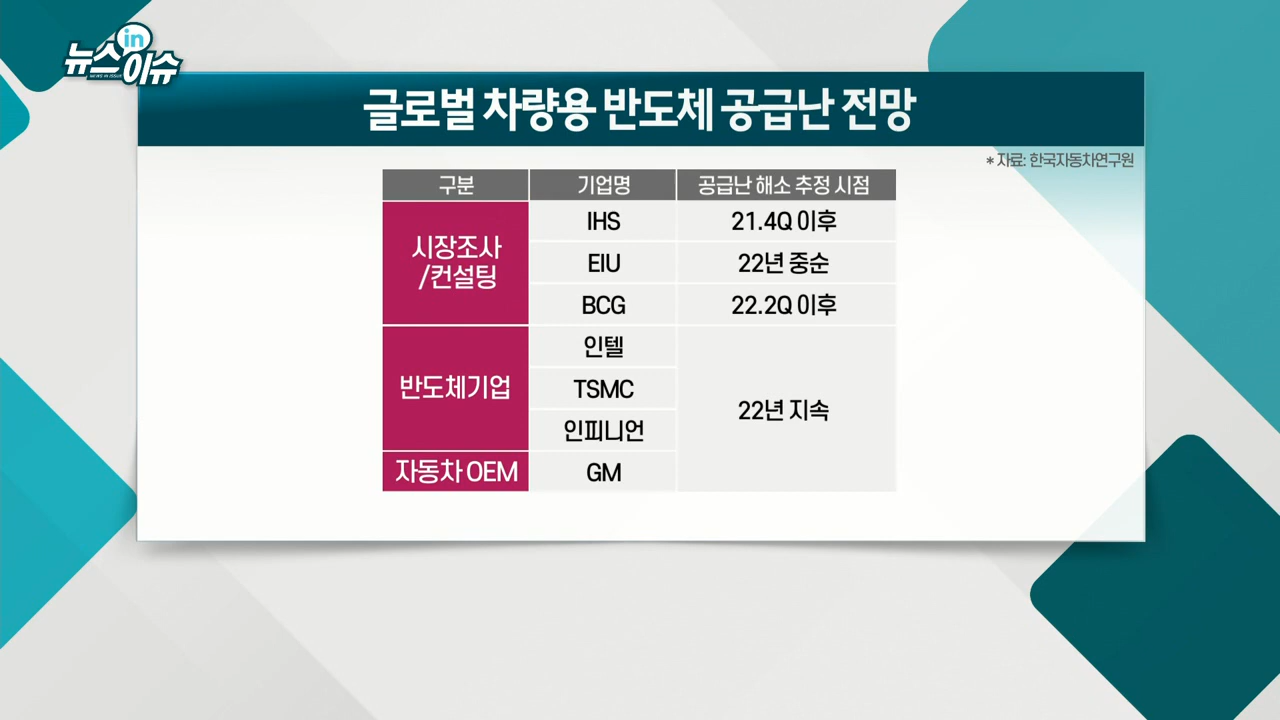 뉴스in이슈
NEWS IN ISSUE
글로벌 차량용 반도체 공급난 전망
* 자료: 한국자동차연구원
구분 기업명 공급난 해소 추정 시점
시장조사
/컨설팅
IHS 21.4Q 이후
EIU 22년 중순
BCG 22.2Q 이후
반도체기업
인텔
TSMC
인피니언
22년 지속
자동차 OEM GM